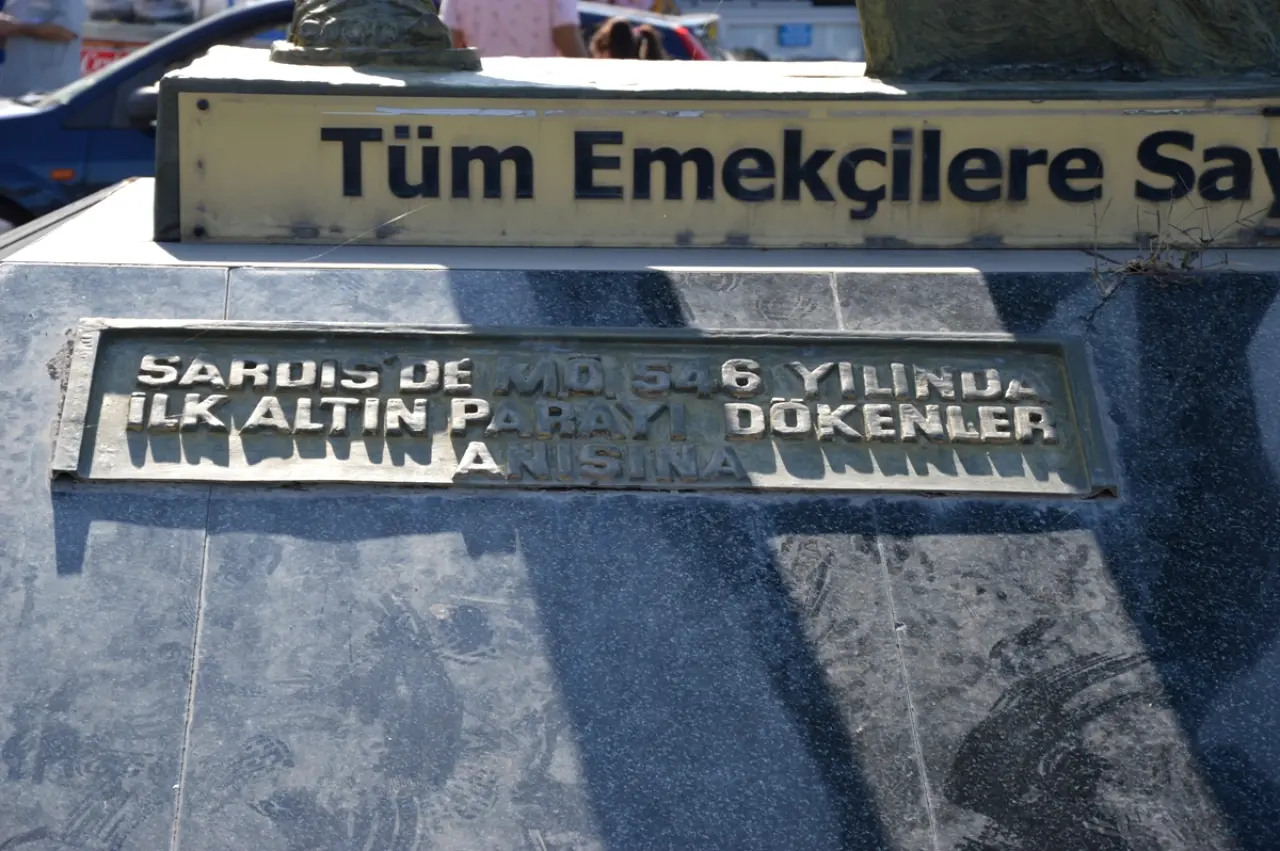 Tüm Emekçilere Say
SARDIS'DE MÖ. 546 YILINDA
İLK ALTIN PARAYI DÖKENLER
ANISINA